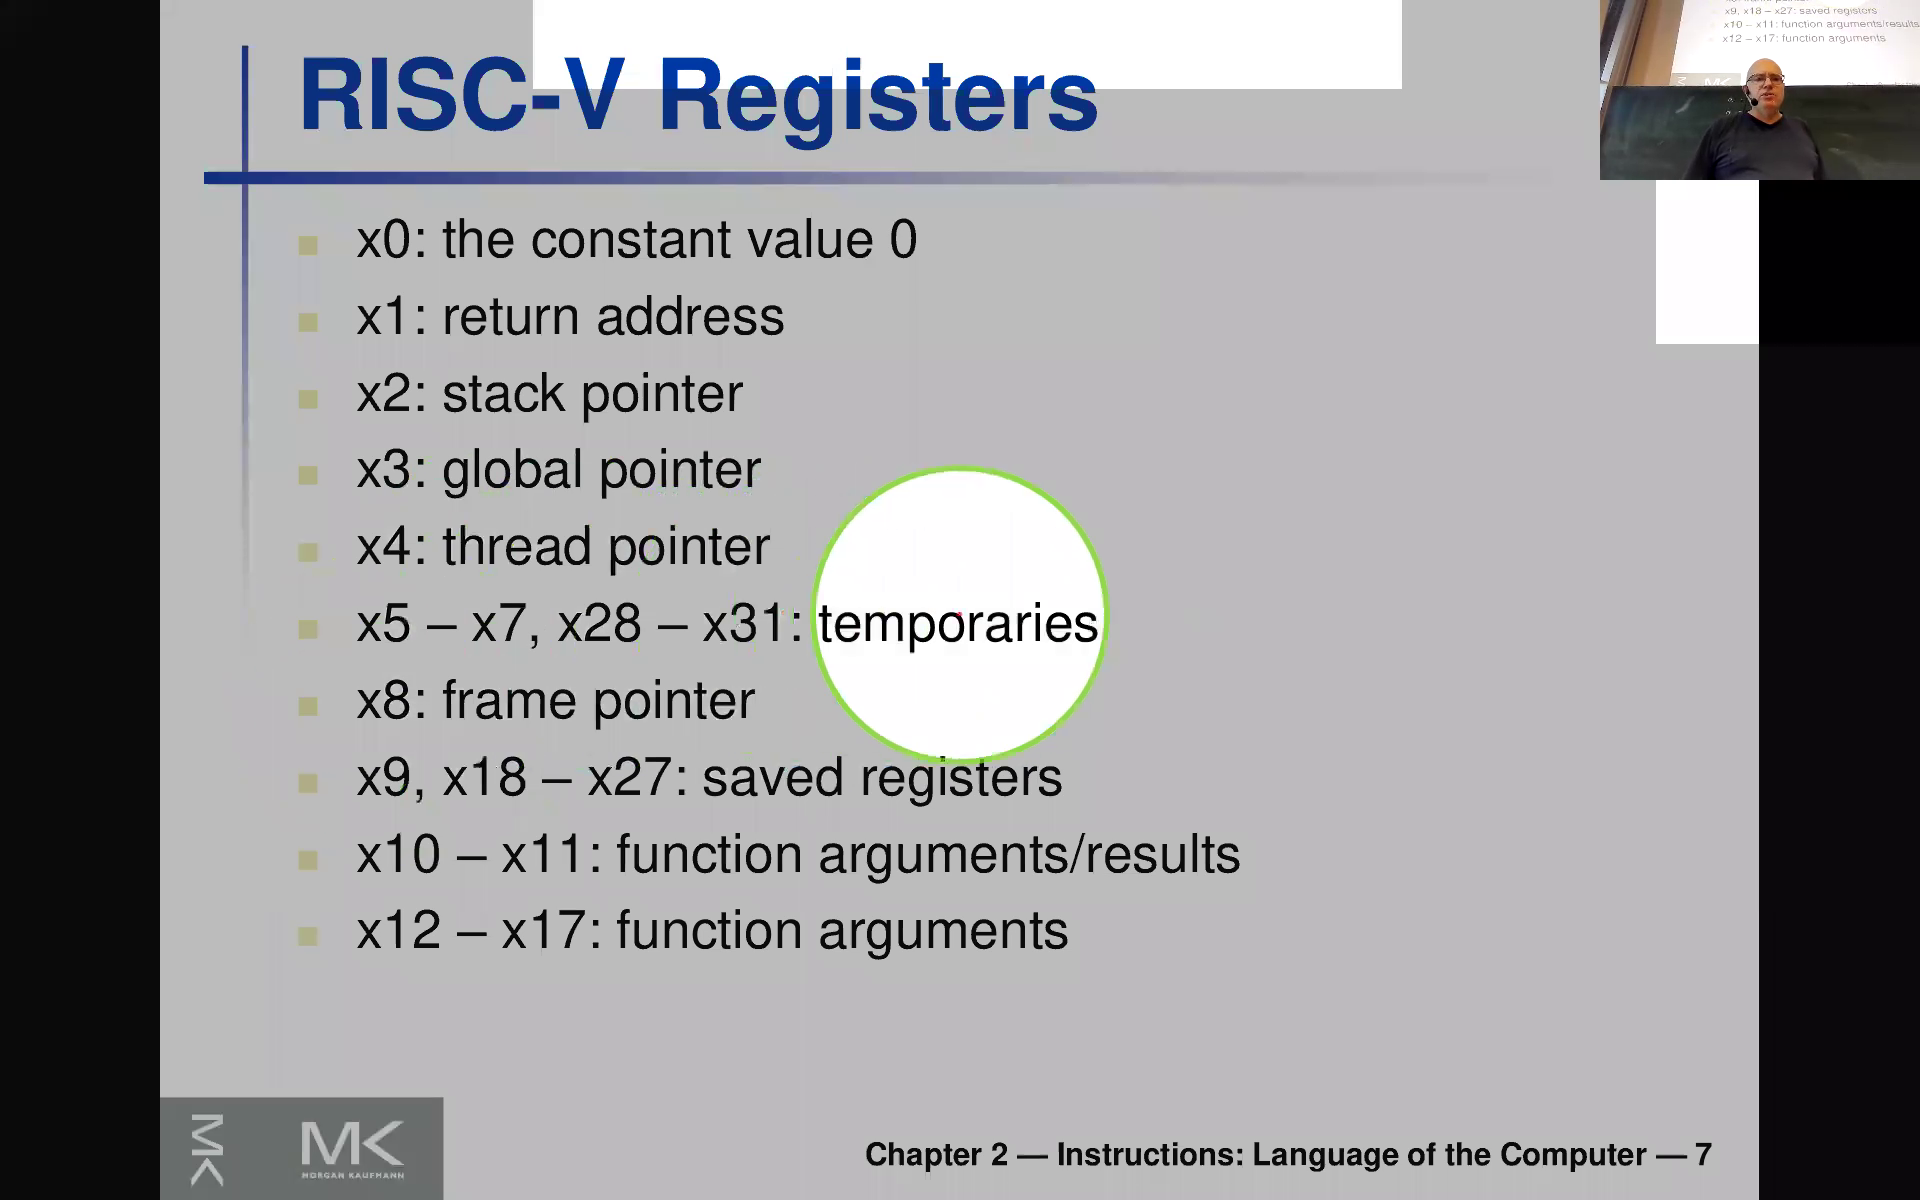 RISC-V Registers
x0: the constant value 0
x1: return address
x2: stack pointer
x3: global pointer
x4: thread pointer
x5 – x7, x28 – x31: temporaries
x8: frame pointer
x9, x18 – x27: saved registers
x10 – x11: function arguments/results
x12 – x17: function arguments
MK
MK
MORGAN KAUFMANN
Chapter 2 — Instructions: Language of the Computer — 7
x9, x18 – x27: saved registers
x10 – x11: function arguments/results
x12 – x17: function arguments
MK